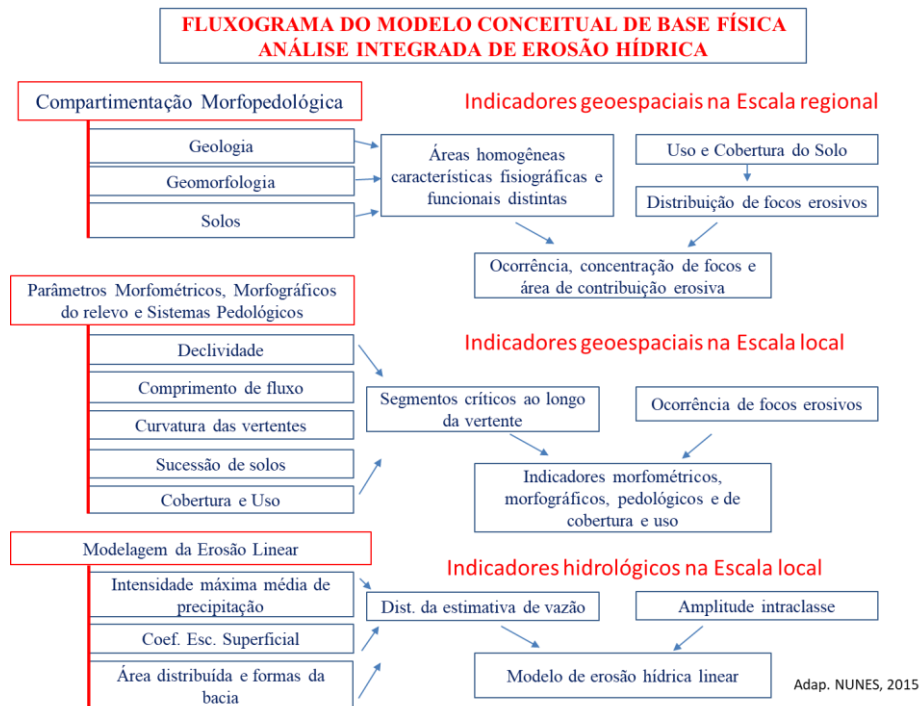 FLUXOGRAMA DO MODELO CONCEITUAL DE BASE FÍSICA
ANÁLISE INTEGRADA DE EROSÃO HÍDRICA
Compartimentação Morfopedológica
Indicadores geoespaciais na Escala regional
Geologia
Geomorfologia
Solos
Áreas homogêneas
características fisiográficas e
funcionais distintas
Uso e Cobertura do Solo
Distribuição de focos erosivos
Ocorrência, concentração de focos e
área de contribuição erosiva
Parâmetros Morfométricos, Morfográficos
do relevo e Sistemas Pedológicos
Indicadores geoespaciais na Escala local
Declividade
Comprimento de fluxo
Curvatura das vertentes
Sucessão de solos
Cobertura e Uso
Segmentos críticos ao longo
da vertente
Ocorrência de focos erosivos
Indicadores morfométricos,
morfográficos, pedológicos e de
cobertura e uso
Modelagem da Erosão Linear
Indicadores hidrológicos na Escala local
Intensidade máxima média de
precipitação
Coef. Esc. Superficial
Área distribuída e formas da
bacia
Dist. da estimativa de vazão
Amplitude intraclasse
Modelo de erosão hídrica linear
Adap. NUNES, 2015